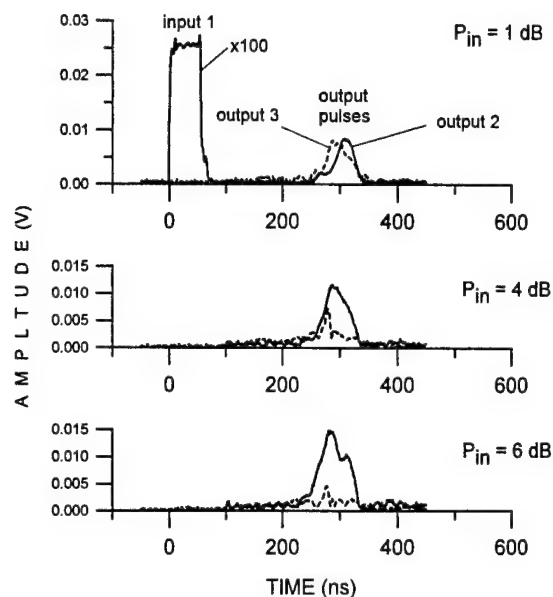 input 1
P_in = 1 dB
0.03
x100
0.02
output 3
output pulses
output 2
0.01
0.00
0 200 400 600
P_in = 4 dB
0.015
0.010
0.005
0.000
0 200 400 600
P_in = 6 dB
0.015
0.010
0.005
0.000
0 200 400 600
AMPLTUDE (V)
TIME (ns)